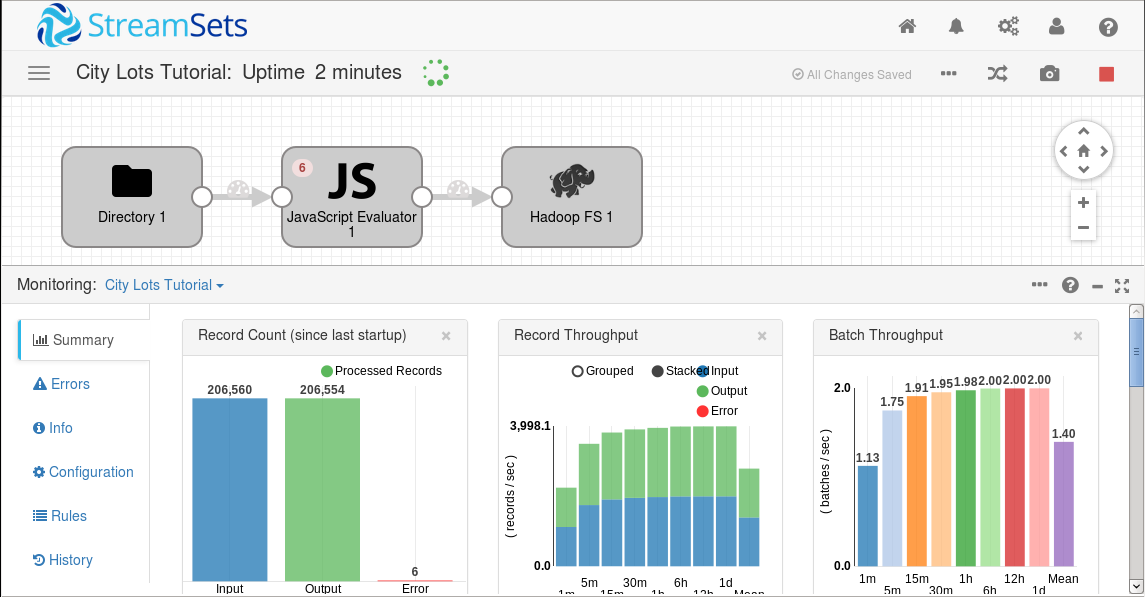 StreamSets
City Lots Tutorial: Uptime 2 minutes
All Changes Saved
6
JS
Directory 1
JavaScript Evaluator
1
Hadoop FS 1
Monitoring: City Lots Tutorial
Summary
Errors
Info
Configuration
Rules
History
Record Count (since last startup)
Processed Records
206,560
206,554
6
Input
Output
Error
Record Throughput
Grouped
Stacked
Input
Output
Error
3,998.1
( records / sec )
0.0
5m
30m
6h
1d
1m
15m
1h
12h
Mean
Batch Throughput
2.0
( batches / sec )
0.0
1.13
1.75
1.91
1.95
1.98
2.00
2.00
2.00
1.40
1m
15m
1h
12h
Mean
5m
30m
6h
1d